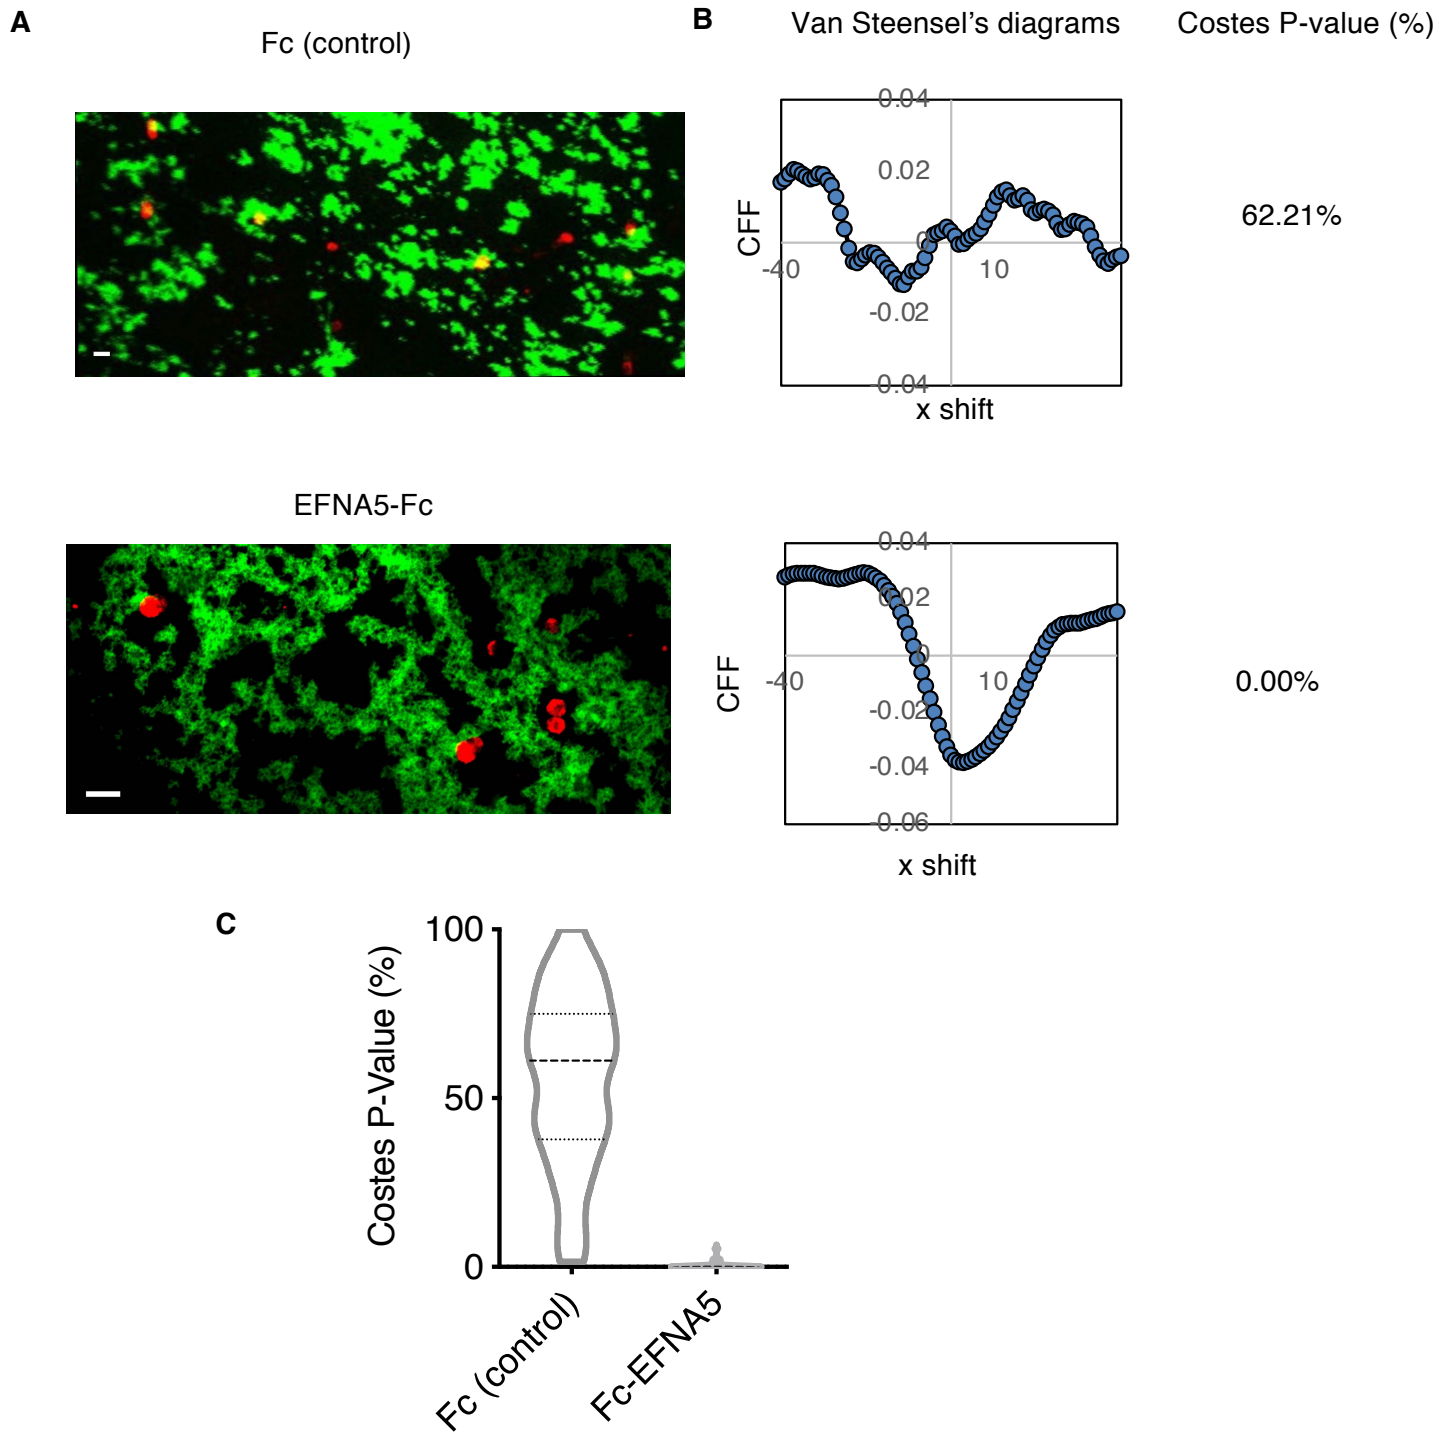 A
Fc (control)
B
Van Steensel's diagrams
Costes P-value (%)
0.04
0.02
0
-40
10
-0.02
-0.04
CFF
x shift
62.21%
EFNA5-Fc
0.04
0.02
0
-40
10
-0.02
-0.04
-0.06
CFF
x shift
0.00%
C
100
50
0
Costes P-Value (%)
Fc (control)
Fc-EFNA5